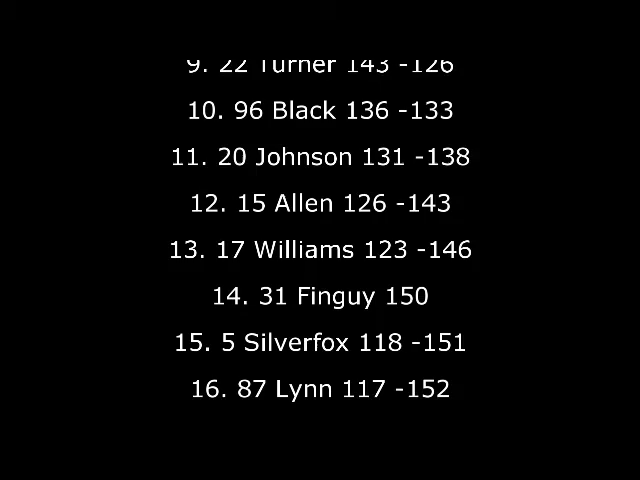 9. 22 Turner 143 -126
10. 96 Black 136 -133
11. 20 Johnson 131 -138
12. 15 Allen 126 -143
13. 17 Williams 123 -146
14. 31 Finguy 150
15. 5 Silverfox 118 -151
16. 87 Lynn 117 -152